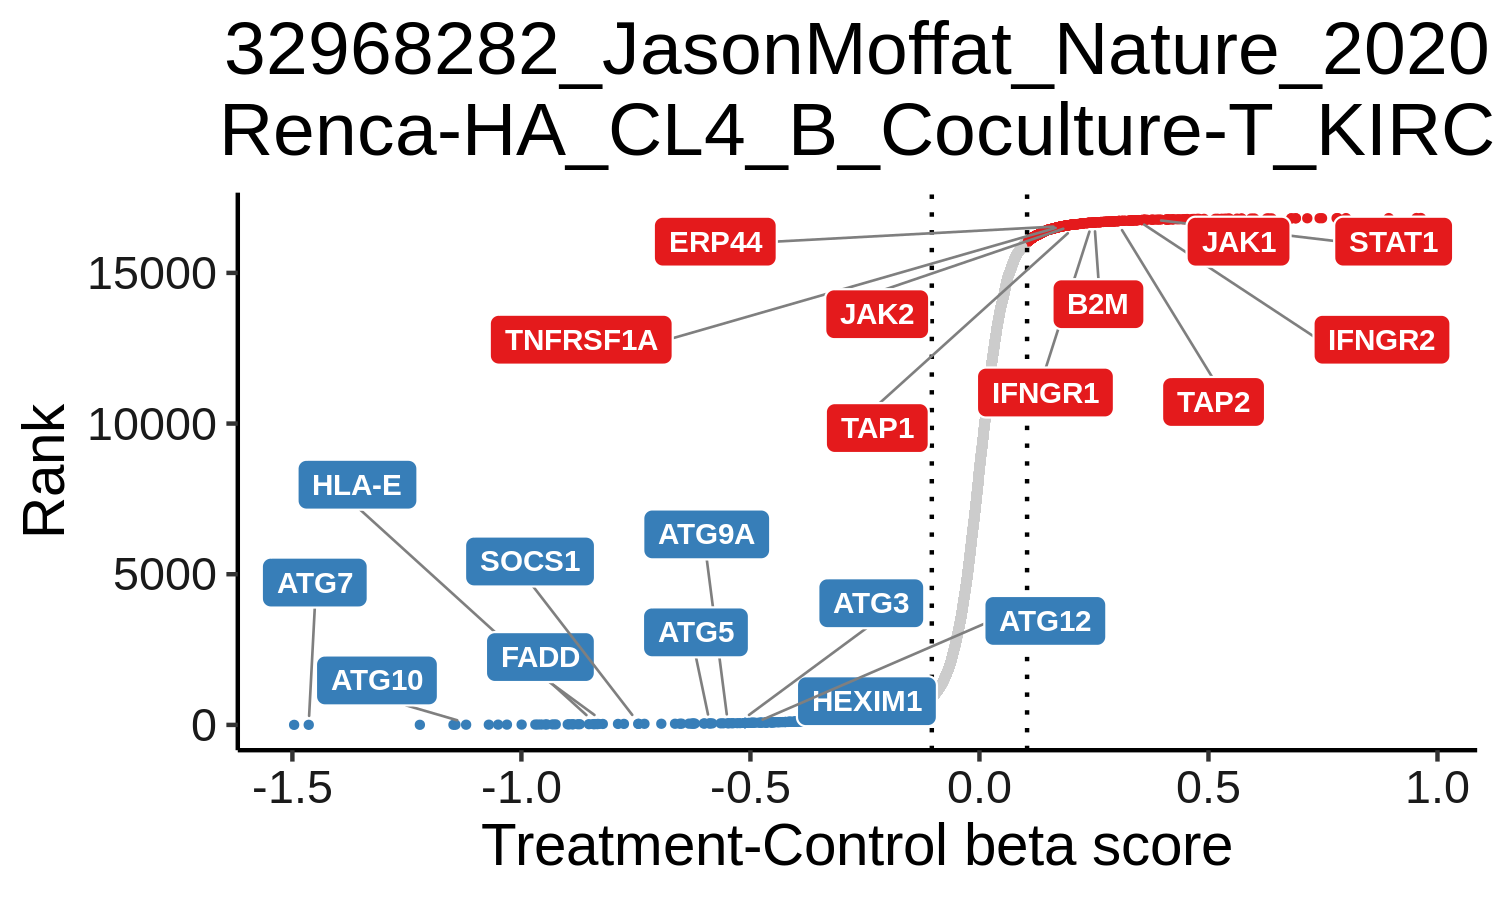 32968282_JasonMoffat_Nature_2020
Renca-HA_CL4_B_Coculture-T_KIRC
Rank
15000
10000
5000
0
ERP44
JAK1
STAT1
JAK2
B2M
TNFRSF1A
IFNGR2
IFNGR1
TAP2
TAP1
HLA-E
ATG9A
SOCS1
ATG7
ATG3
ATG12
ATG5
FADD
ATG10
HEXIM1
-1.5
-1.0
-0.5
0.0
0.5
1.0
Treatment-Control beta score